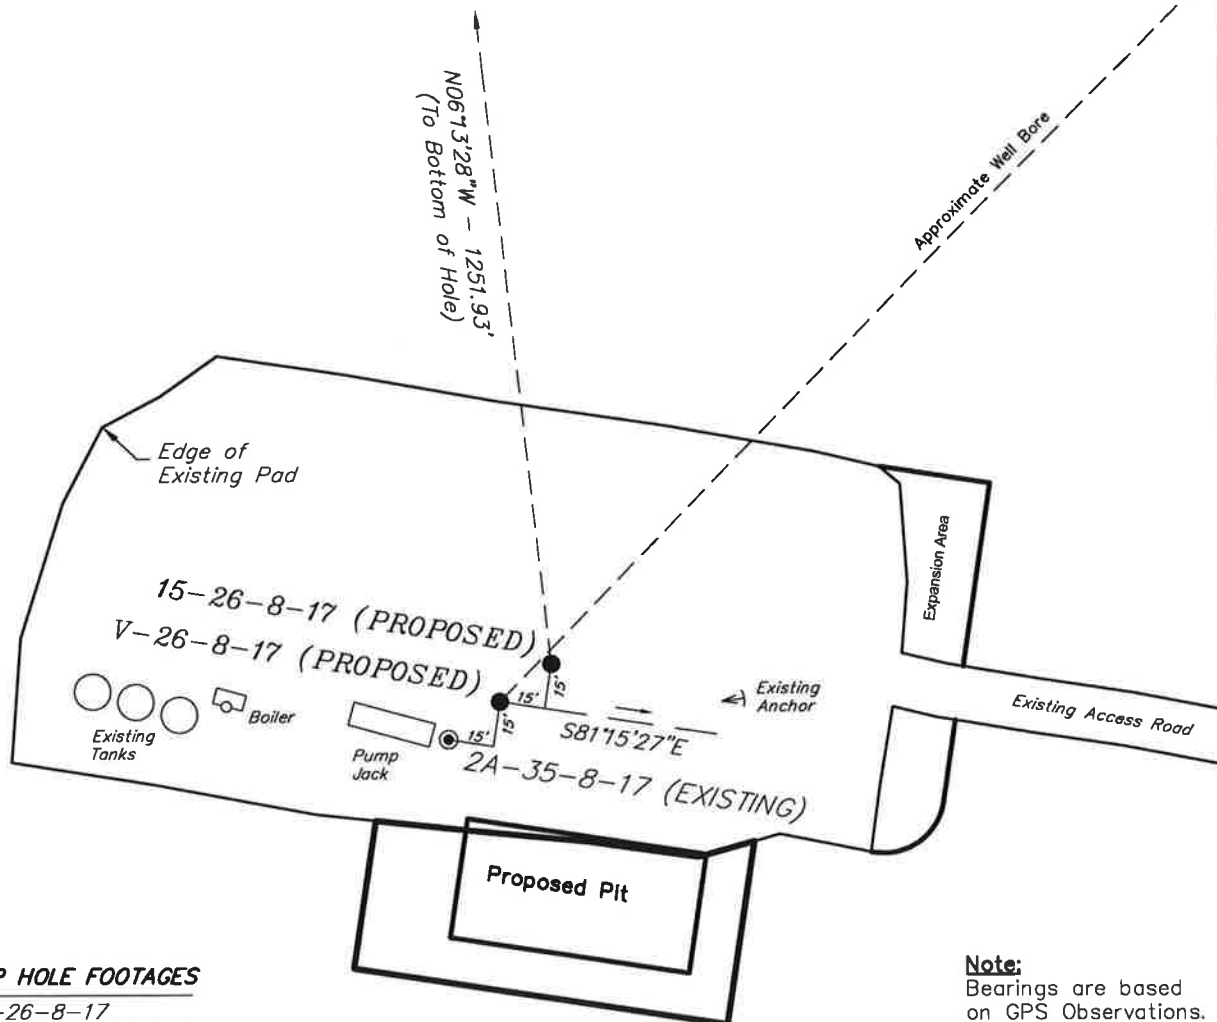 N06°13'28"W - 1251.93'
(To Bottom of Hole)
Approximate Well Bore
Edge of
Existing Pad
Expansion Area
15-26-8-17 (PROPOSED)
V-26-8-17 (PROPOSED)
15'
15'
15'
15'
S81°15'27"E
Existing
Anchor
Existing Access Road
Existing
Tanks
Boiler
Pump
Jack
2A-35-8-17 (EXISTING)
Proposed Pit
P HOLE FOOTAGES
-26-8-17
Note:
Bearings are based
on GPS Observations.